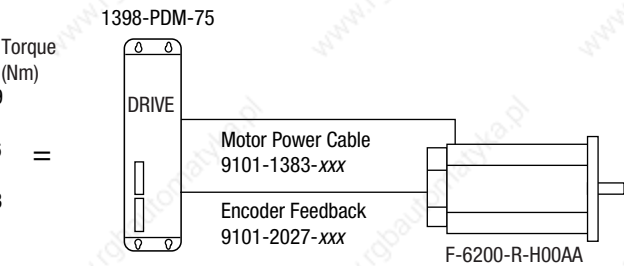 1398-PDM-75
Torque
(Nm)
DRIVE
=
Motor Power Cable
9101-1383-xxx
Encoder Feedback
9101-2027-xxx
F-6200-R-H00AA